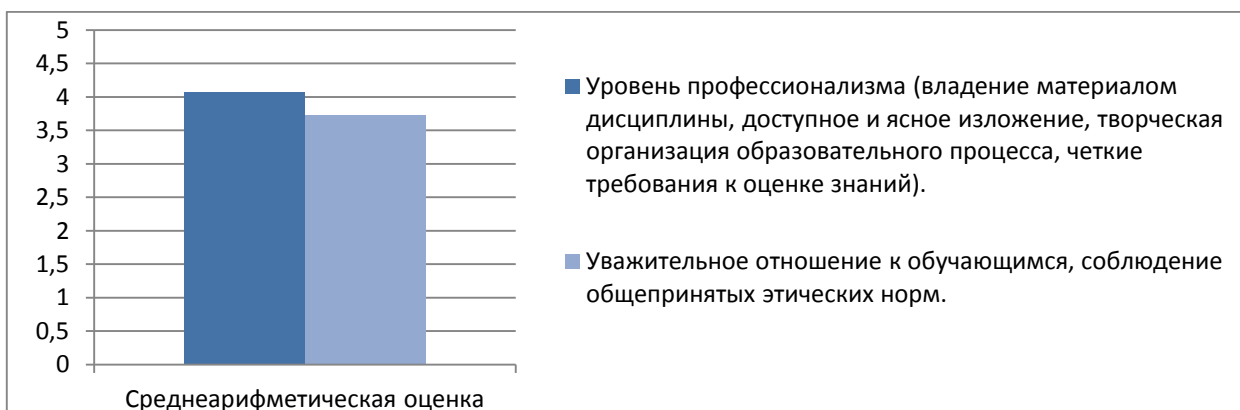 5
4,5
4
3,5
3
2,5
2
1,5
1
0,5
0
Среднеарифметическая оценка
Уровень профессионализма (владение материалом
дисциплины, доступное и ясное изложение, творческая
организация образовательного процесса, четкие
требования к оценке знаний).
Уважительное отношение к обучающимся, соблюдение
общепринятых этических норм.